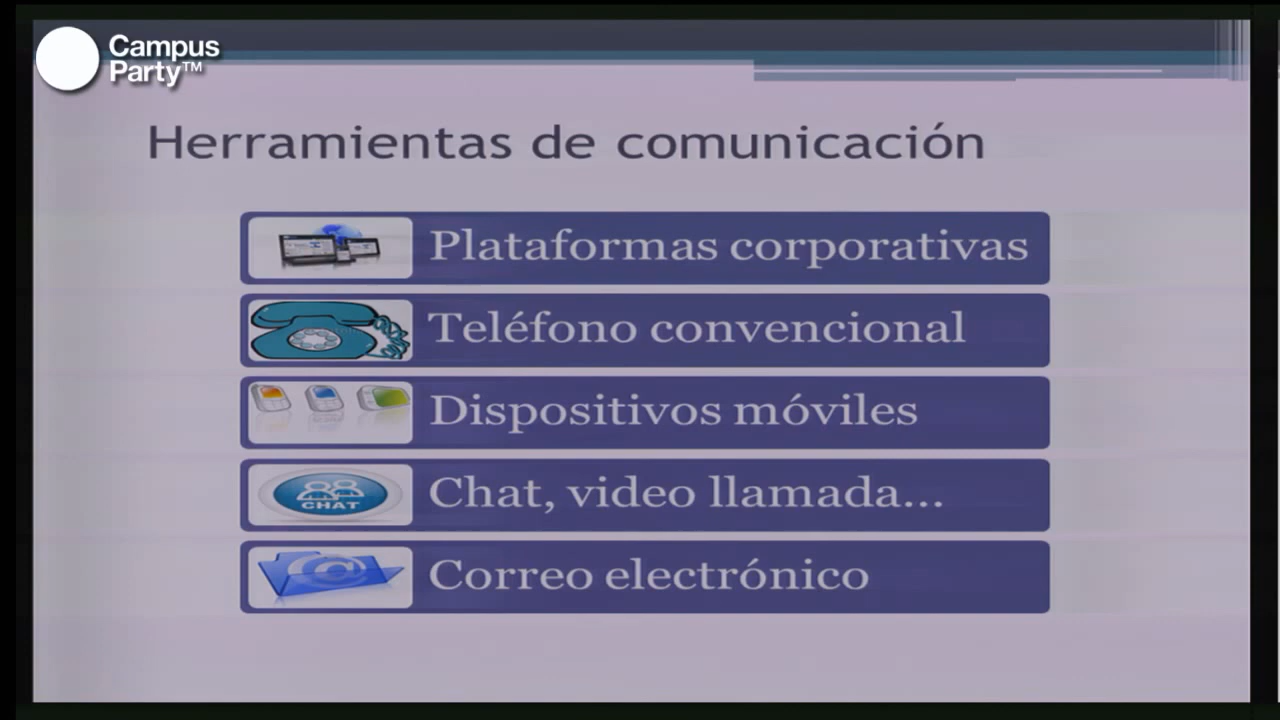 Campus
Party™
Herramientas de comunicación
Plataformas corporativas
Teléfono convencional
Dispositivos móviles
Chat, video llamada...
CHAT
Correo electrónico